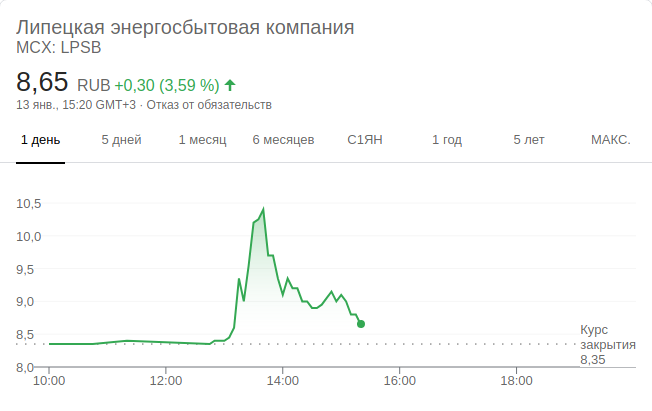 Липецкая энергосбытовая компания
MCX: LPSB
8,65 RUB +0,30 (3,59 %)
13 янв., 15:20 GMT+3 · Отказ от обязательств
1 день 5 дней 1 месяц 6 месяцев С1ЯН 1 год 5 лет МАКС.
10,5
10,0
9,5
9,0
8,5
Курс
закрытия
8,35
8,0
10:00 12:00 14:00 16:00 18:00